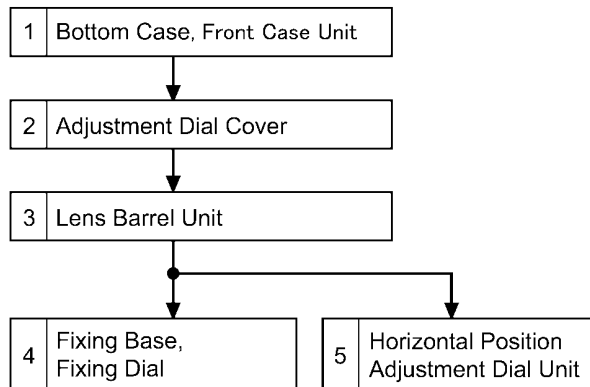 1 Bottom Case, Front Case Unit
2 Adjustment Dial Cover
3 Lens Barrel Unit
4 Fixing Base,
Fixing Dial
5 Horizontal Position
Adjustment Dial Unit